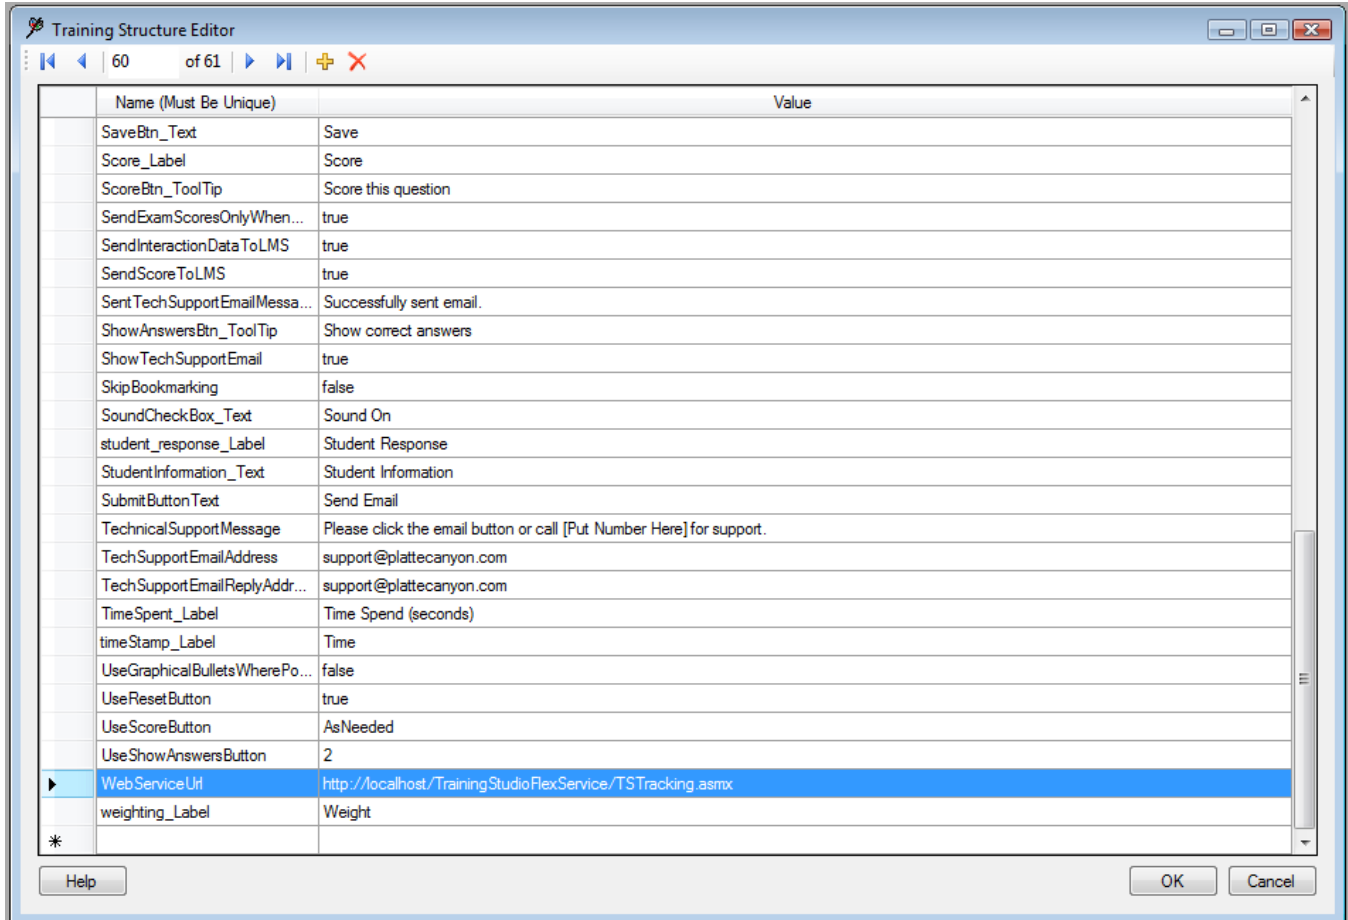 Training Structure Editor
60 of 61
Name (Must Be Unique) Value
SaveBtn_Text Save
Score_Label Score
ScoreBtn_ToolTip Score this question
SendExamScoresOnlyWhen... true
SendInteractionDataToLMS true
SendScoreToLMS true
SentTechSupportEmailMessa... Successfully sent email.
ShowAnswersBtn_ToolTip Show correct answers
ShowTechSupportEmail true
SkipBookmarking false
SoundCheckBox_Text Sound On
student_response_Label Student Response
StudentInformation_Text Student Information
SubmitButtonText Send Email
TechnicalSupportMessage Please click the email button or call [Put Number Here] for support.
TechSupportEmailAddress support@plattecanyon.com
TechSupportEmailReplyAddr... support@plattecanyon.com
TimeSpent_Label Time Spend (seconds)
timeStamp_Label Time
UseGraphicalBulletsWherePo... false
UseResetButton true
UseScoreButton AsNeeded
UseShowAnswersButton 2
WebServiceUrl http://localhost/TrainingStudioFlexService/TSTracking.asmx
weighting_Label Weight
Help OK Cancel